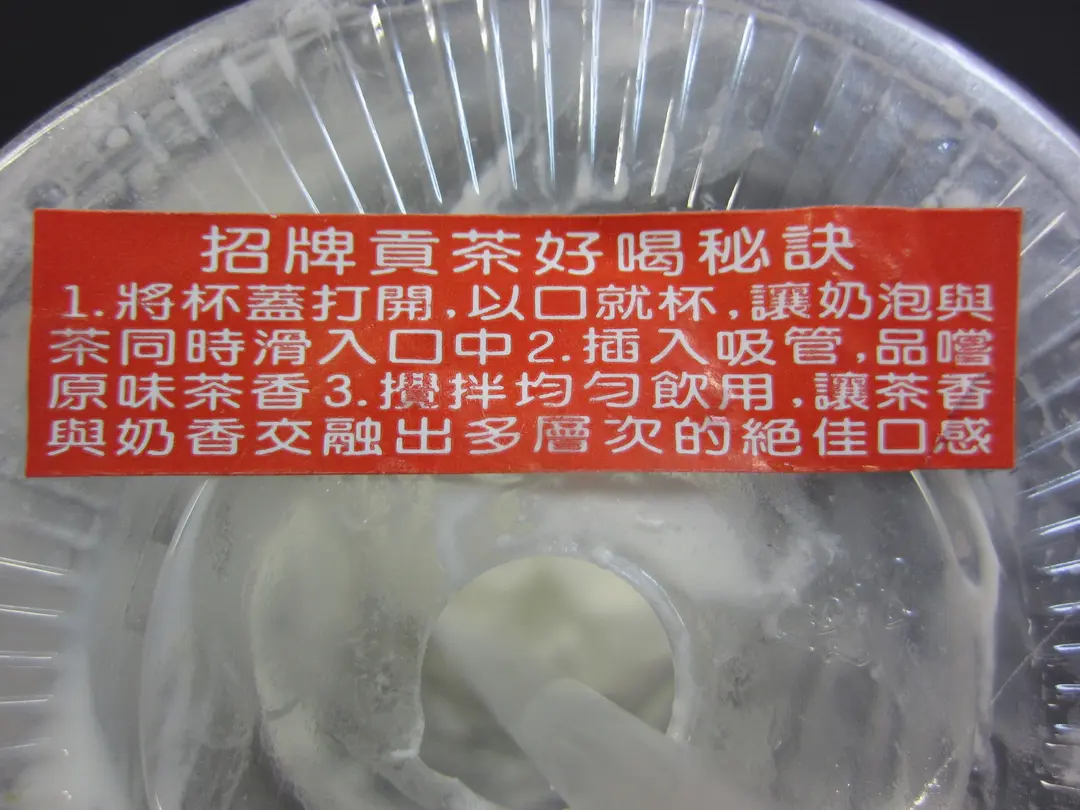 招牌貢茶好喝秘訣
1.將杯蓋打開,以口就杯,讓奶泡與
茶同時滑入口中2.插入吸管,品嚐
原味茶香3.攪拌均勻飲用,讓茶香
與奶香交融出多層次的絕佳口感